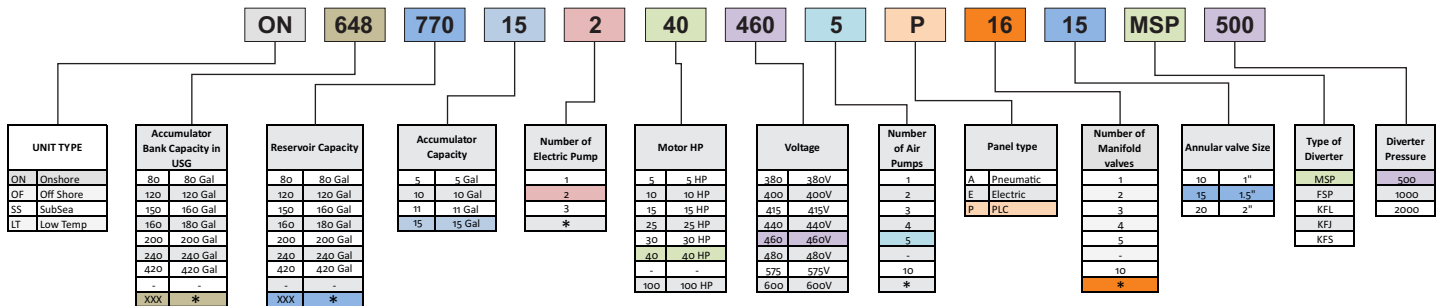 ON 648 770 15 2 40 460 5 P 16 15 MSP 500
UNIT TYPE
ON Onshore
OF Off Shore
SS SubSea
LT Low Temp
Accumulator
Bank Capacity in
USG
80 80 Gal
120 120 Gal
150 160 Gal
160 180 Gal
200 200 Gal
240 240 Gal
420 420 Gal
- -
XXX *
Reservoir Capacity
80 80 Gal
120 120 Gal
150 160 Gal
160 180 Gal
200 200 Gal
240 240 Gal
420 420 Gal
- -
XXX *
Accumulator
Capacity
5 5 Gal
10 10 Gal
11 11 Gal
15 15 Gal
Number of
Electric Pump
1
2
3
*
Motor HP
5 5 HP
10 10 HP
15 15 HP
25 25 HP
30 30 HP
40 40 HP
- -
100 100 HP
Voltage
380 380V
400 400V
415 415V
440 440V
460 460V
480 480V
575 575V
600 600V
Number
of Air
Pumps
1
2
3
4
5
-
10
*
Panel type
A Pneumatic
E Electric
P PLC
Number of
Manifold
valves
1
2
3
4
5
-
10
*
Annular valve Size
10 1"
15 1.5"
20 2"
Type of
Diverter
MSP
FSP
KFL
KFJ
KFS
Diverter
Pressure
500
1000
2000